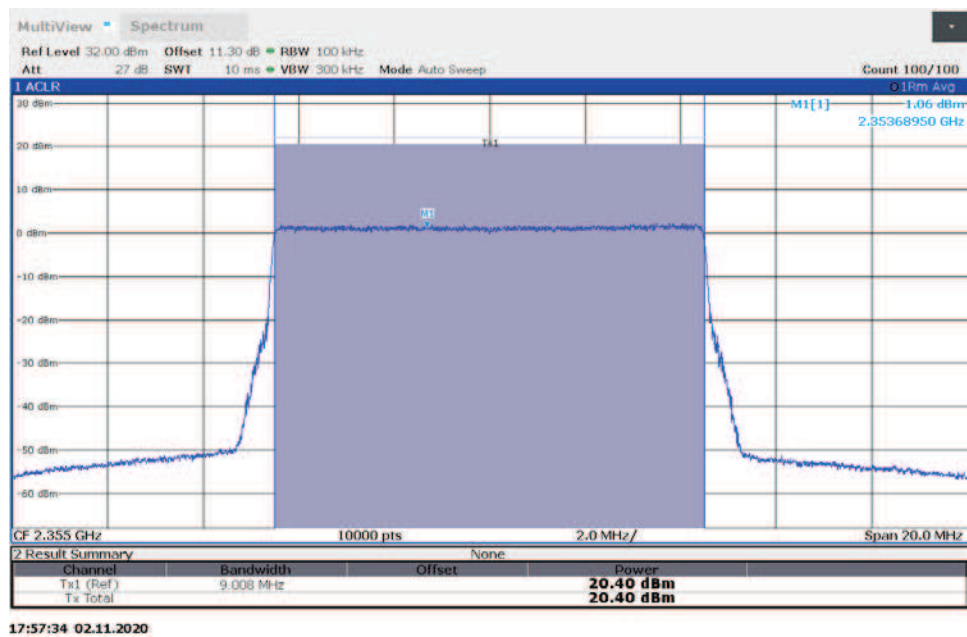 MultiView Spectrum
Ref Level 32.00 dBm Offset 11.30 dB RBW 100 kHz
Att 27 dB SWT 10 ms VBW 300 kHz Mode Auto Sweep Count 100/100
1 ACLR 1Rm Avg
30 dBm M1[1] 1.06 dBm
2.35368950 GHz
20 dBm Tx1
10 dBm
M1
0 dBm
-10 dBm
-20 dBm
-30 dBm
-40 dBm
-50 dBm
-60 dBm
CF 2.355 GHz 10000 pts 2.0 MHz/ Span 20.0 MHz
2 Result Summary None
Channel Bandwidth Offset Power
Tx1 (Ref) 9.008 MHz 20.40 dBm
Tx Total 20.40 dBm
17:57:34 02.11.2020